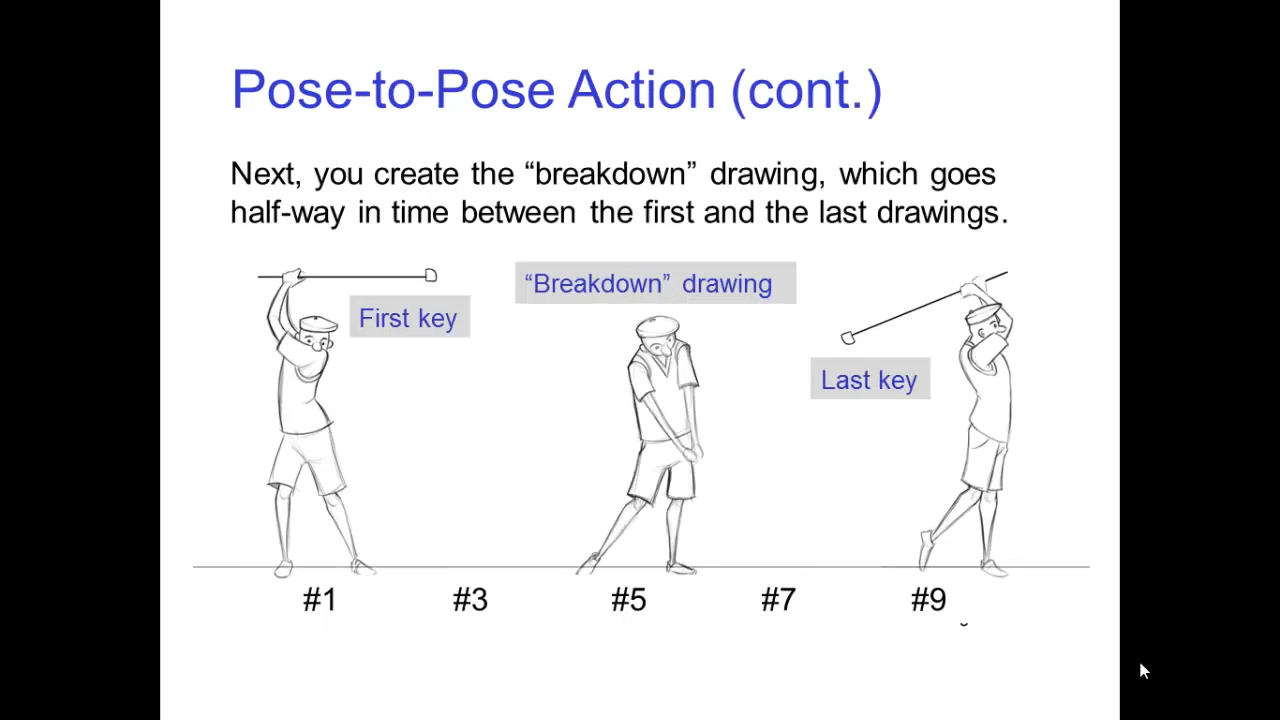 Pose-to-Pose Action (cont.)
Next, you create the “breakdown” drawing, which goes
half-way in time between the first and the last drawings.
“Breakdown” drawing
First key
Last key
#1 #3 #5 #7 #9